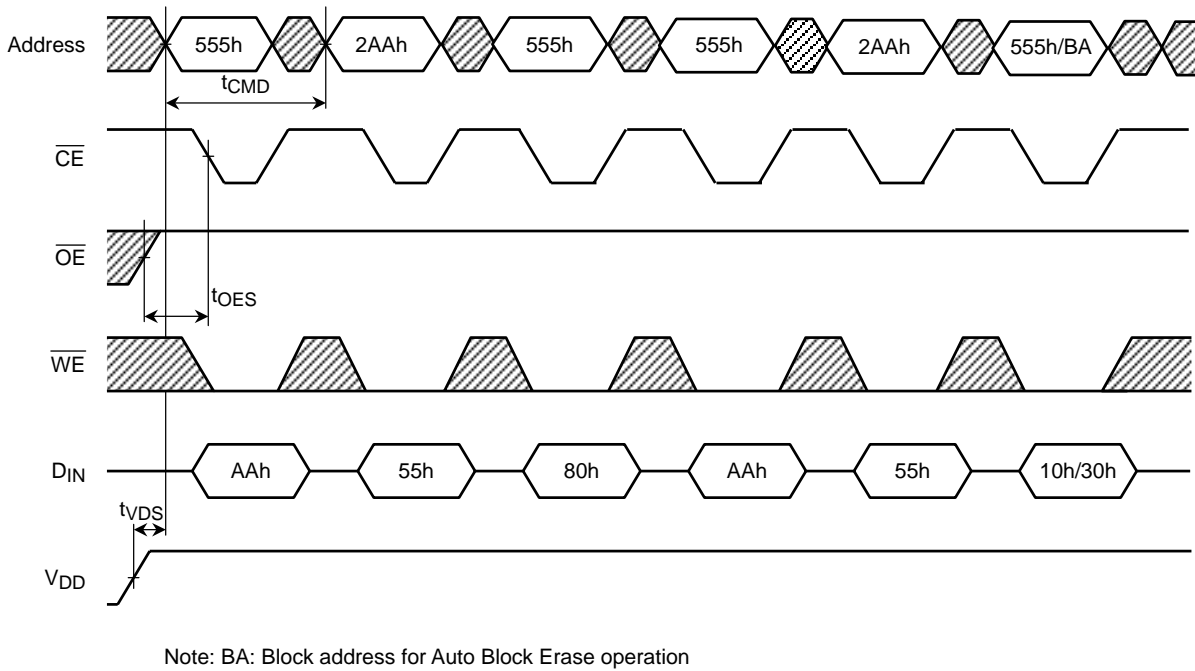 Address 555h 2AAh 555h 555h 2AAh 555h/BA
tCMD
CE
OE
tOES
WE
DIN AAh 55h 80h AAh 55h 10h/30h
tVDS
VDD
Note: BA: Block address for Auto Block Erase operation